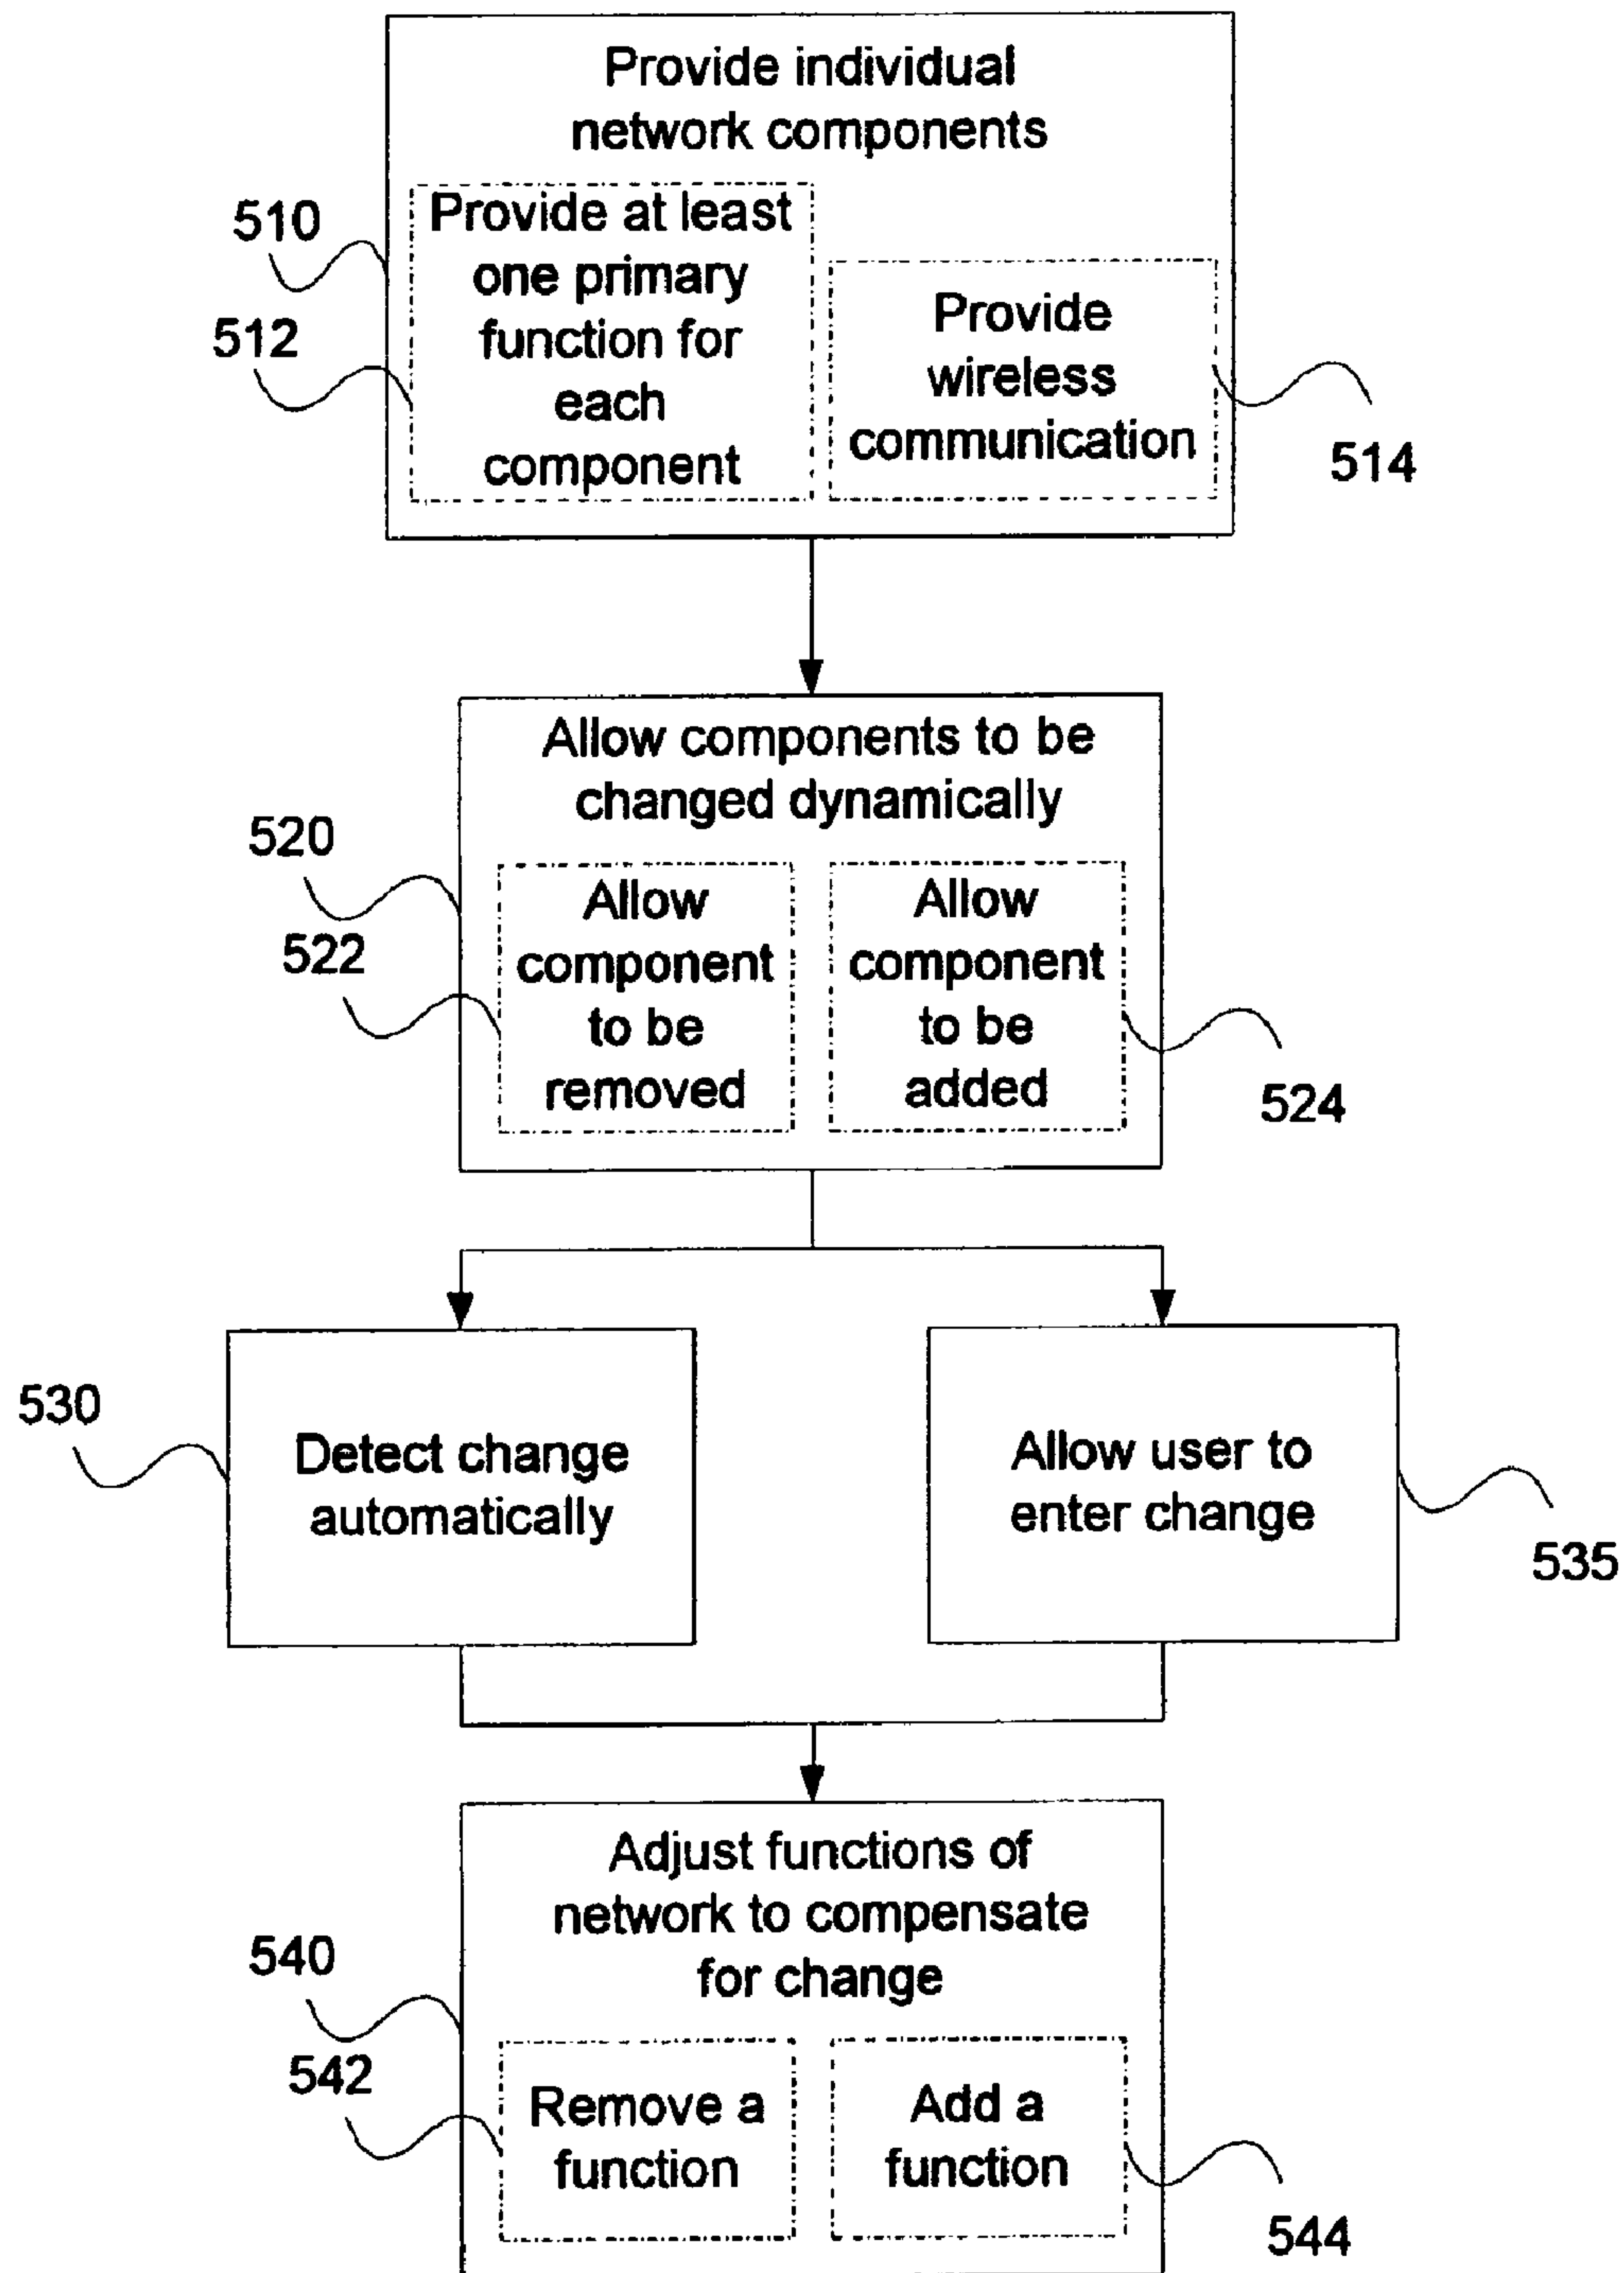 Provide individual
network components
510
Provide at least
one primary
function for
each
component
512
Provide
wireless
communication
514
Allow components to be
changed dynamically
520
Allow
component
to be
removed
522
Allow
component
to be
added
524
530
Detect change
automatically
Allow user to
enter change
535
Adjust functions of
network to compensate
for change
540
542
Remove a
function
Add a
function
544